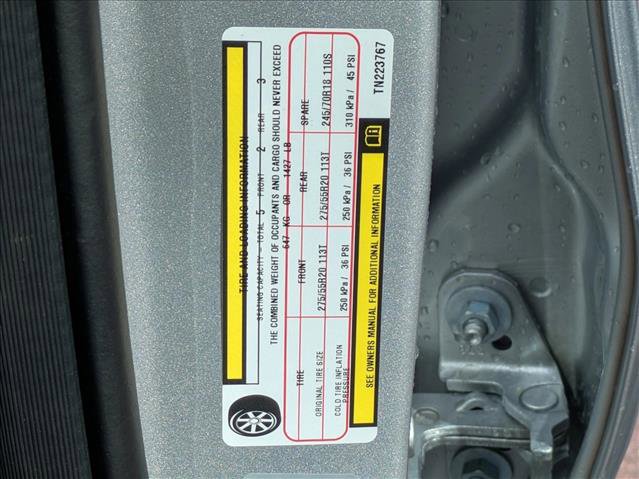 TIRE AND LOADING INFORMATION
SEATING CAPACITY - TOTAL 5 FRONT 2 REAR 3
THE COMBINED WEIGHT OF OCCUPANTS AND CARGO SHOULD NEVER EXCEED
647 KG OR 1427 LB
TIRE FRONT REAR SPARE
ORIGINAL TIRE SIZE 275/55R20 113T 275/55R20 113T 245/70R18 110S
COLD TIRE INFLATION PRESSURE 250 kPa / 36 PSI 250 kPa / 36 PSI 310 kPa / 45 PSI
SEE OWNERS MANUAL FOR ADDITIONAL INFORMATION
TN223767